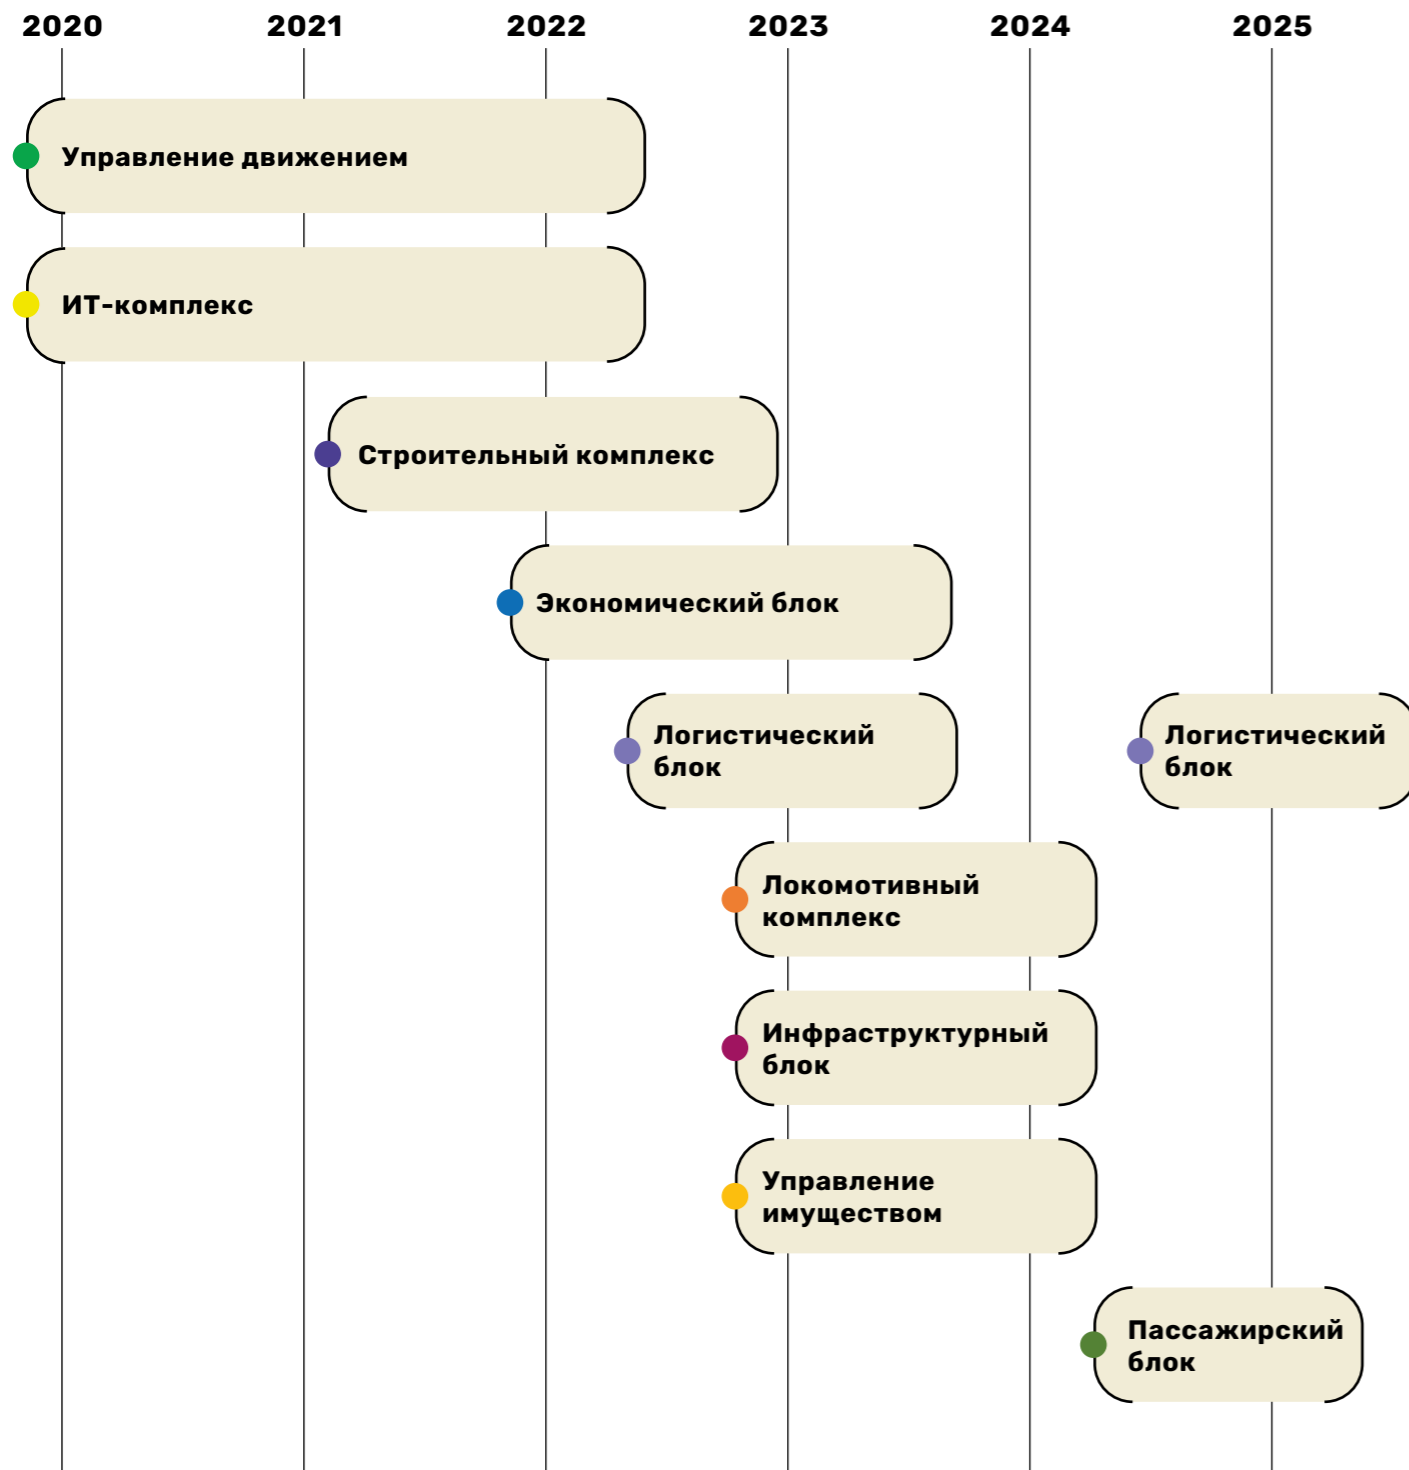 2020 2021 2022 2023 2024 2025
Управление движением
ИТ-комплекс
Строительный комплекс
Экономический блок
Логистический
блок
Логистический
блок
Локомотивный
комплекс
Инфраструктурный
блок
Управление
имуществом
Пассажирский
блок